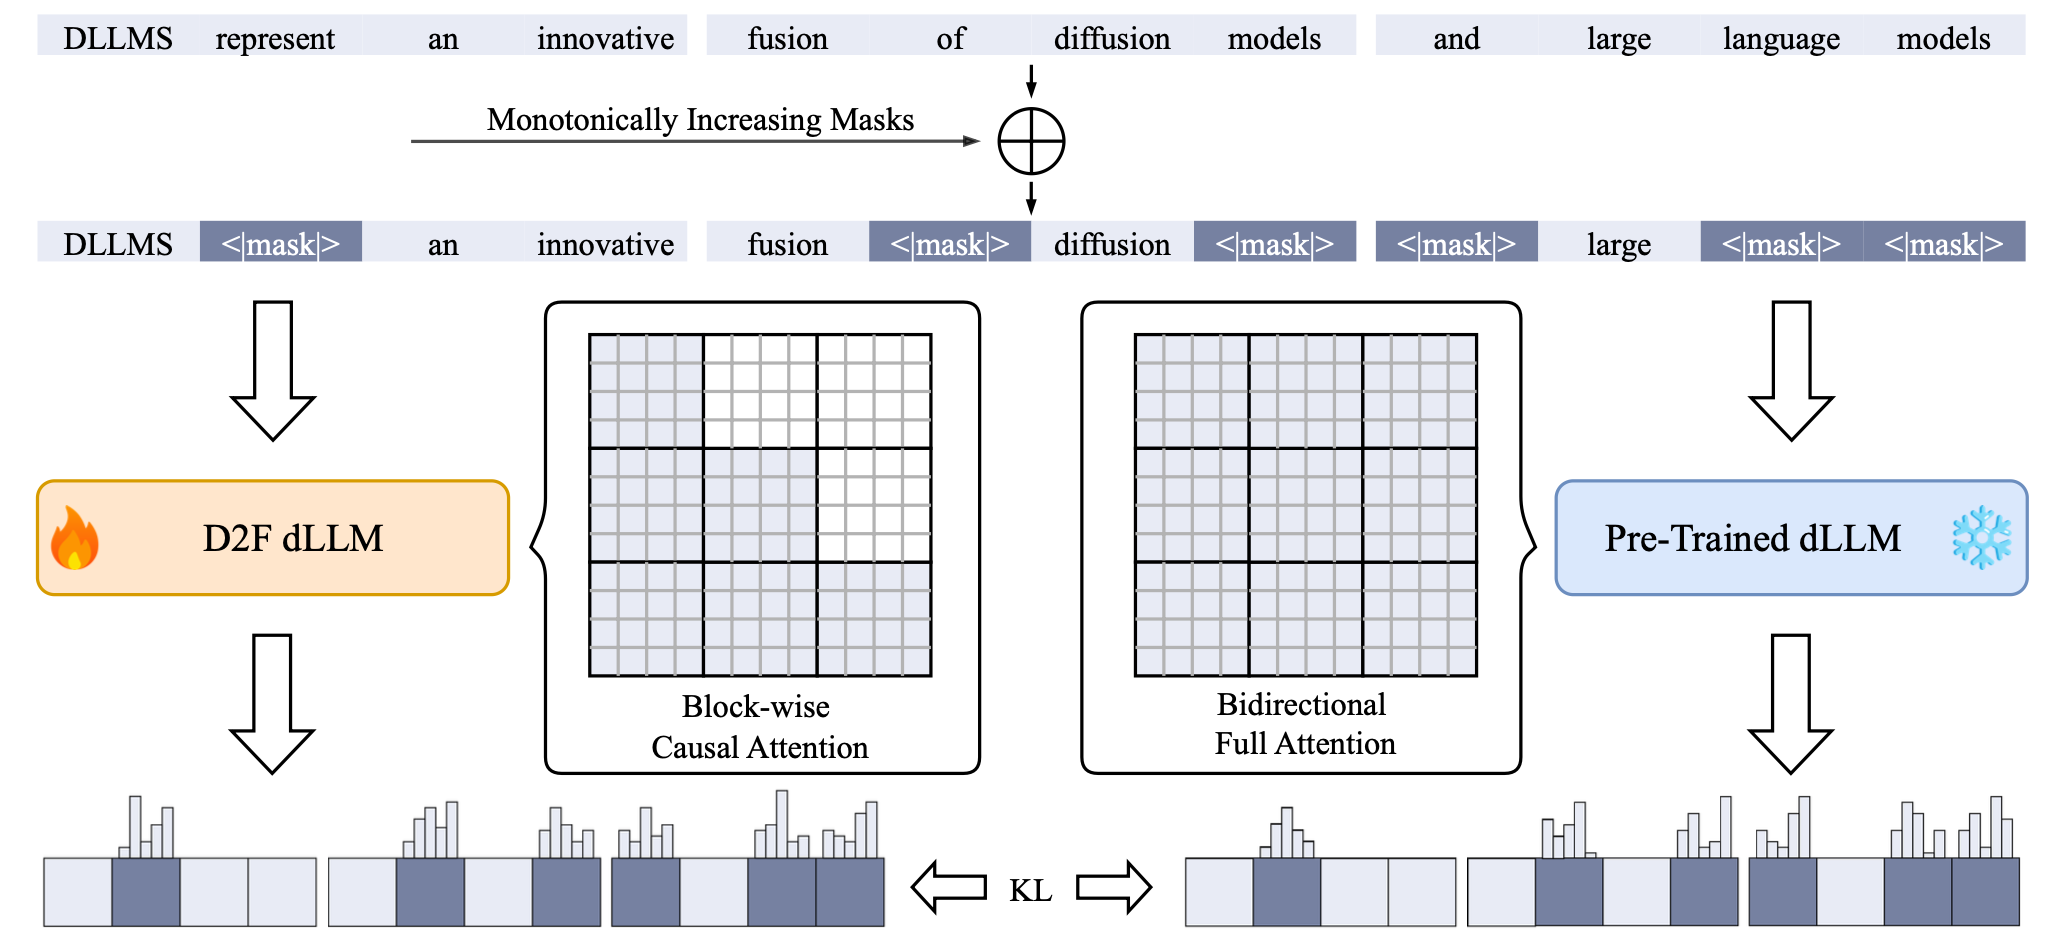 DLLMS represent an innovative fusion of diffusion models and large language models
Monotonically Increasing Masks
DLLMS <|mask|> an innovative fusion <|mask|> diffusion <|mask|> <|mask|> large <|mask|> <|mask|>
D2F dLLM
Block-wise
Causal Attention
Bidirectional
Full Attention
Pre-Trained dLLM
KL